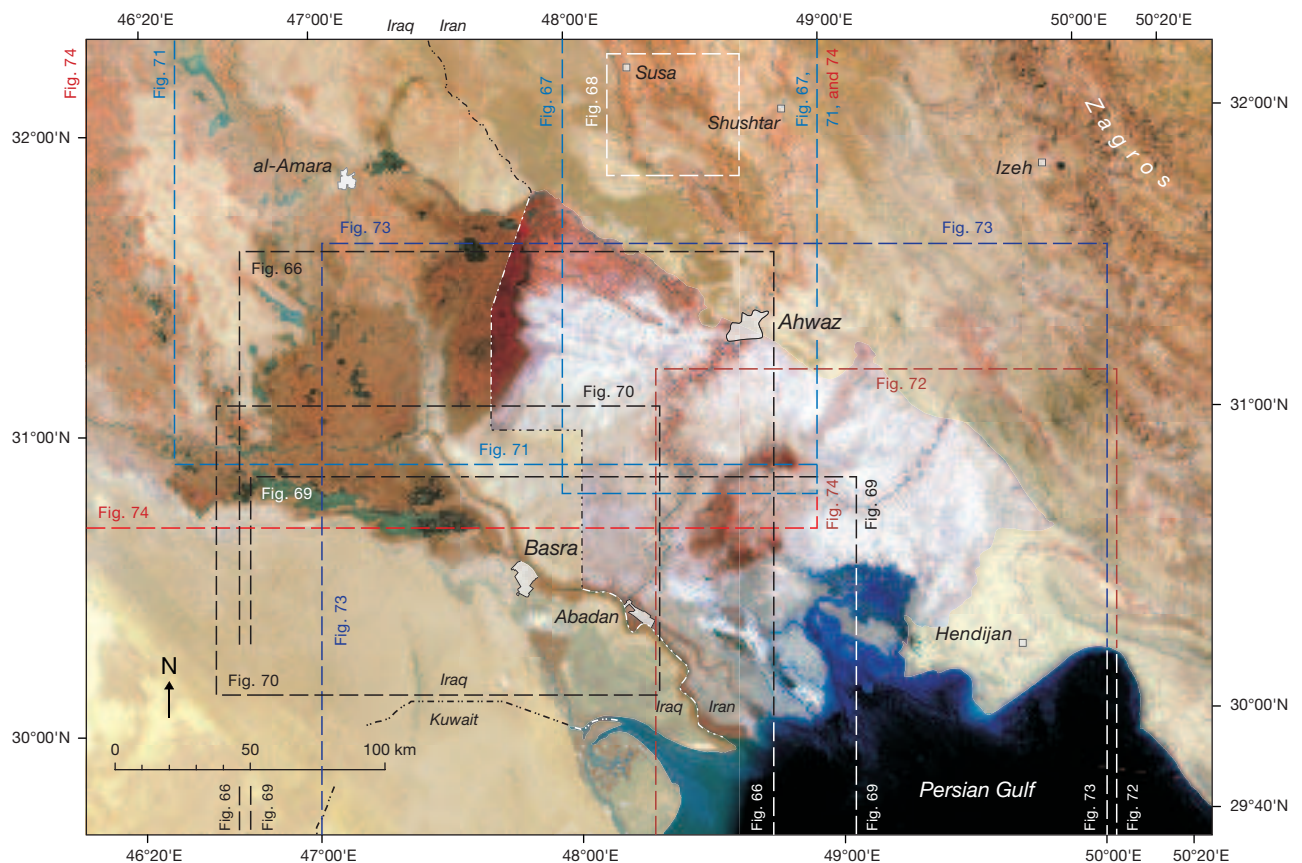 46°20'E 47°00'E 48°00'E 49°00'E 50°00'E 50°20'E
Iraq Iran
Fig. 74
Fig. 71
Fig. 67
Fig. 68
Susa
Shushtar
Fig. 67,
71, and 74
Zagros
32°00'N
32°00'N
al-Amara
Izeh
Fig. 73
Fig. 73
Fig. 66
Ahwaz
Fig. 70
Fig. 72
31°00'N
31°00'N
Fig. 71
Fig. 69
Fig. 74
Fig. 69
Fig. 74
Basra
Abadan
Fig. 73
Hendijan
N
Fig. 70
Iraq
Kuwait
Iraq
Iran
30°00'N
30°00'N
0 50 100 km
Fig. 66
Fig. 69
Fig. 66
Fig. 69
Persian Gulf
Fig. 73
Fig. 72
29°40'N
46°20'E 47°00'E 48°00'E 49°00'E 50°00'E 50°20'E